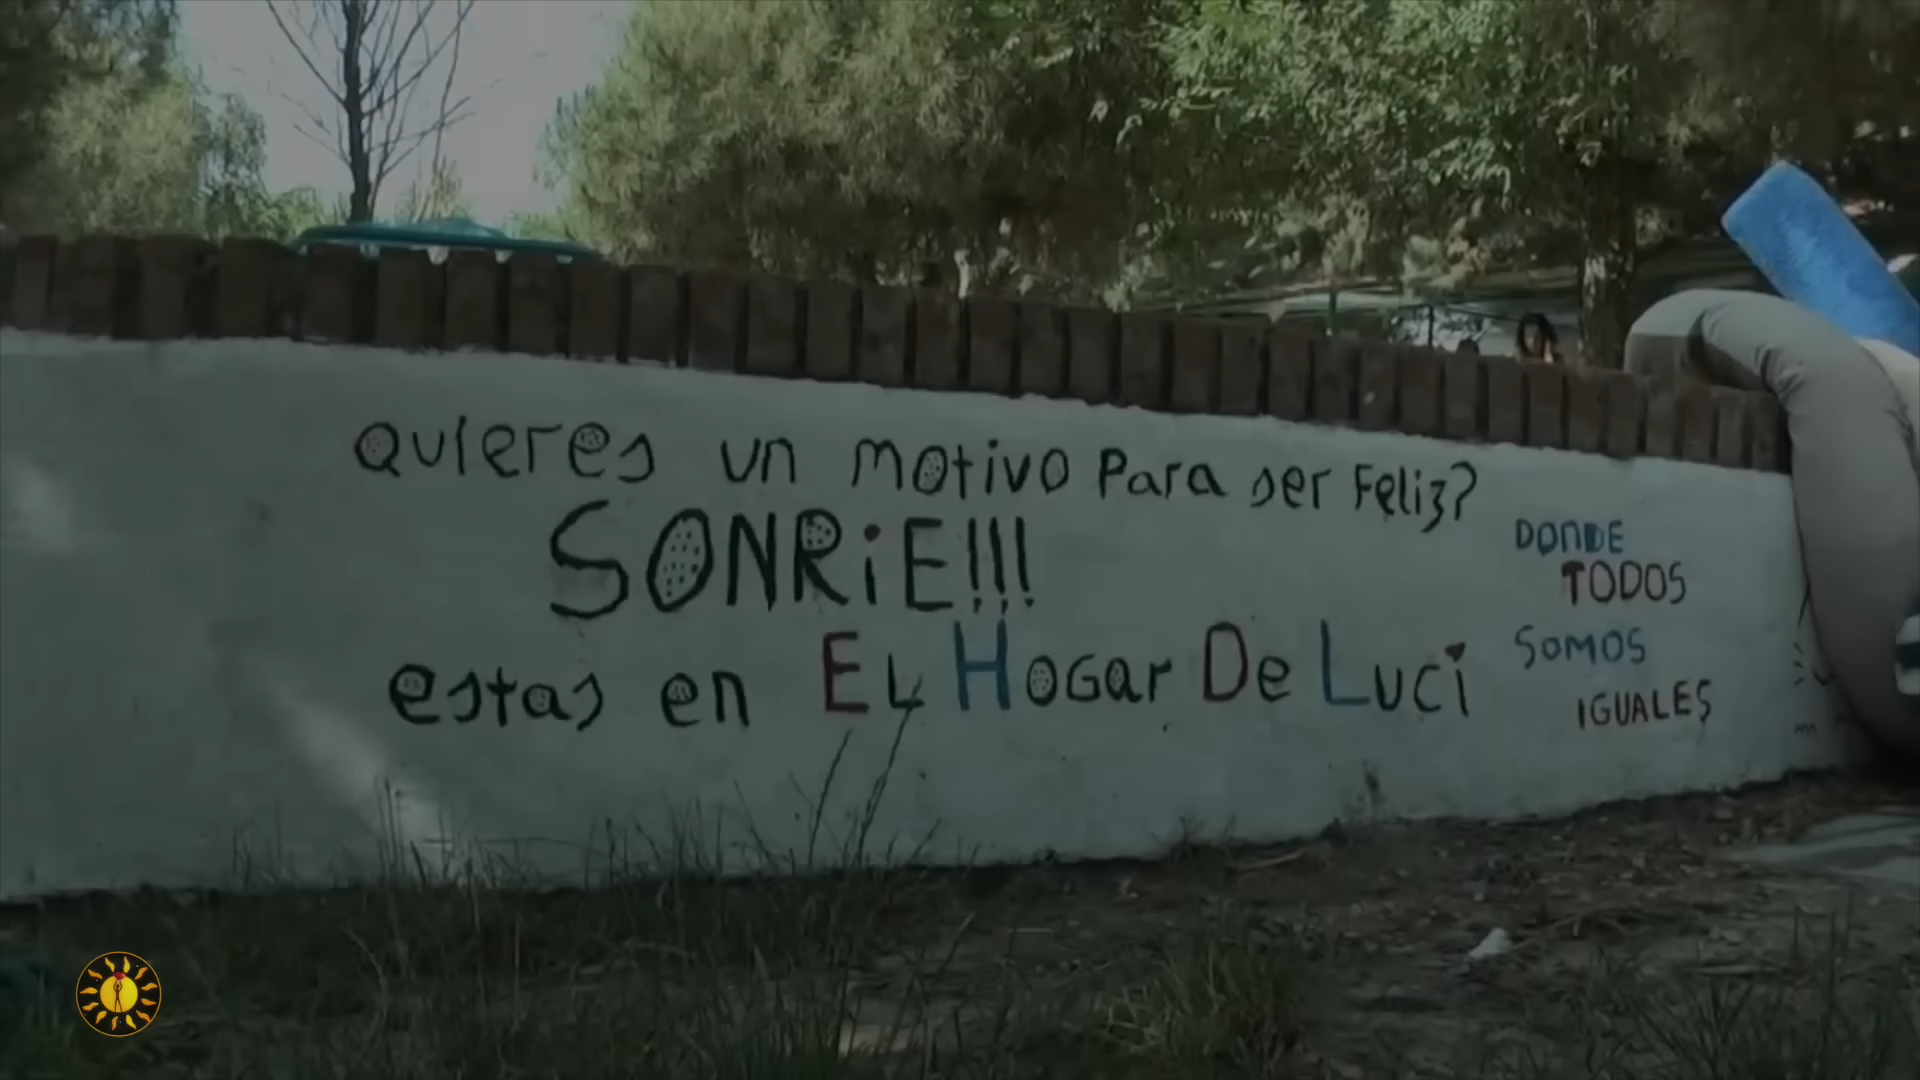 quieres un motivo Para ser Feliz?
SONRiE!!!
estas en EL HOGar De Luci
DONDE
TODOS
SOMOS
IGUALES